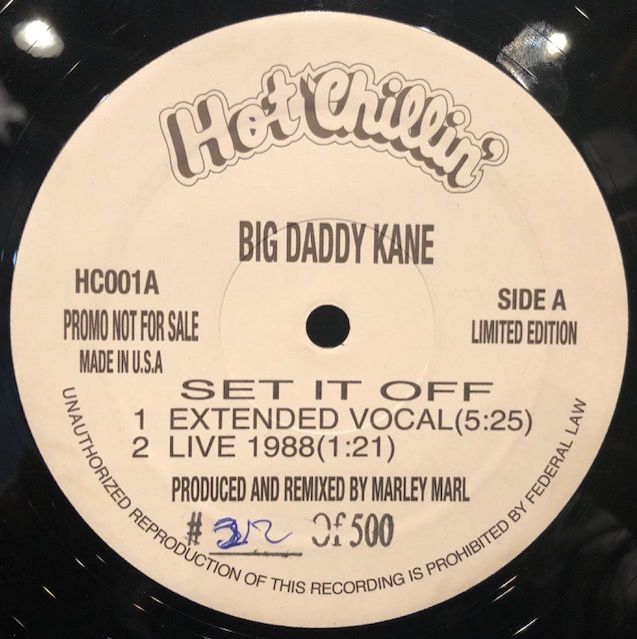 Hot Chillin'
BIG DADDY KANE
HC001A
PROMO NOT FOR SALE
MADE IN U.S.A
SIDE A
LIMITED EDITION
SET IT OFF
1 EXTENDED VOCAL(5:25)
2 LIVE 1988(1:21)
PRODUCED AND REMIXED BY MARLEY MARL
# 212 Of 500
UNAUTHORIZED REPRODUCTION OF THIS RECORDING IS PROHIBITED BY FEDERAL LAW